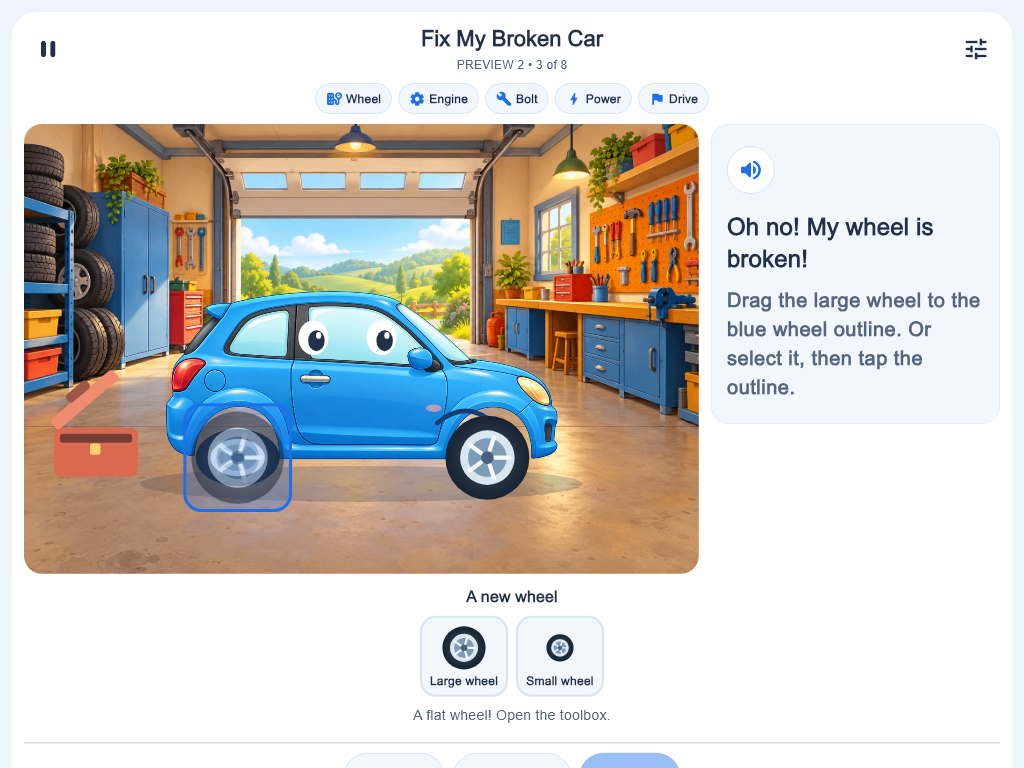 Fix My Broken Car
PREVIEW 2 • 3 of 8
Wheel
Engine
Bolt
Power
Drive
Oh no! My wheel is
broken!
Drag the large wheel to the
blue wheel outline. Or
select it, then tap the
outline.
A new wheel
Large wheel
Small wheel
A flat wheel! Open the toolbox.